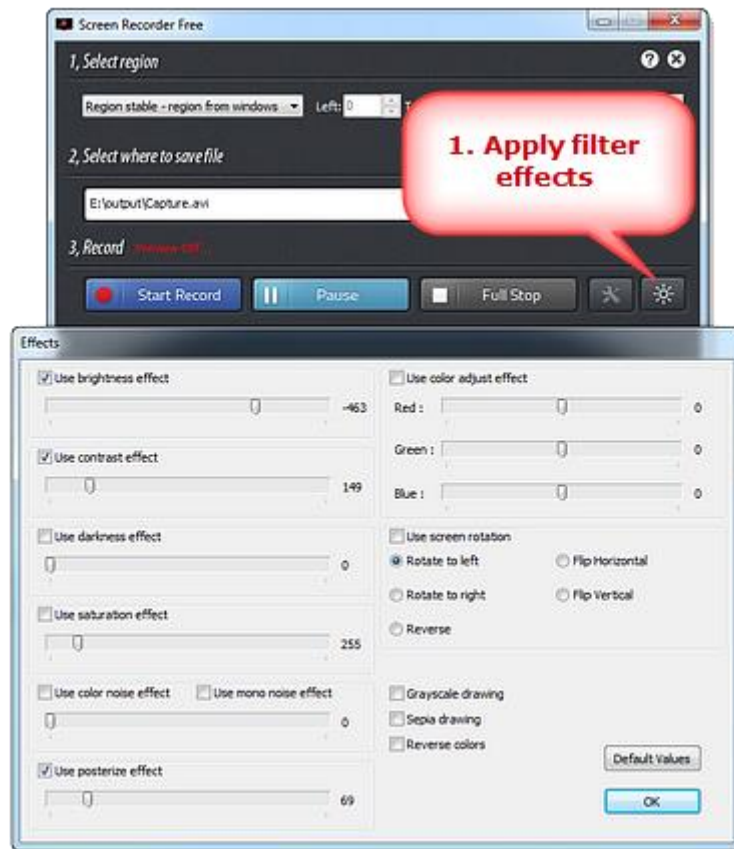 Screen Recorder Free
1, Select region
Region stable - region from windows Left: 0
1. Apply filter
effects
2, Select where to save file
E:\output\Capture.avi
3, Record
Start Record Pause Full Stop
Effects
Use brightness effect
-463
Use contrast effect
149
Use darkness effect
0
Use saturation effect
255
Use color noise effect Use mono noise effect
0
Use posterize effect
69
Use color adjust effect
Red : 0
Green : 0
Blue : 0
Use screen rotation
Rotate to left Flip Horizontal
Rotate to right Flip Vertical
Reverse
Grayscale drawing
Sepia drawing
Reverse colors
Default Values
OK